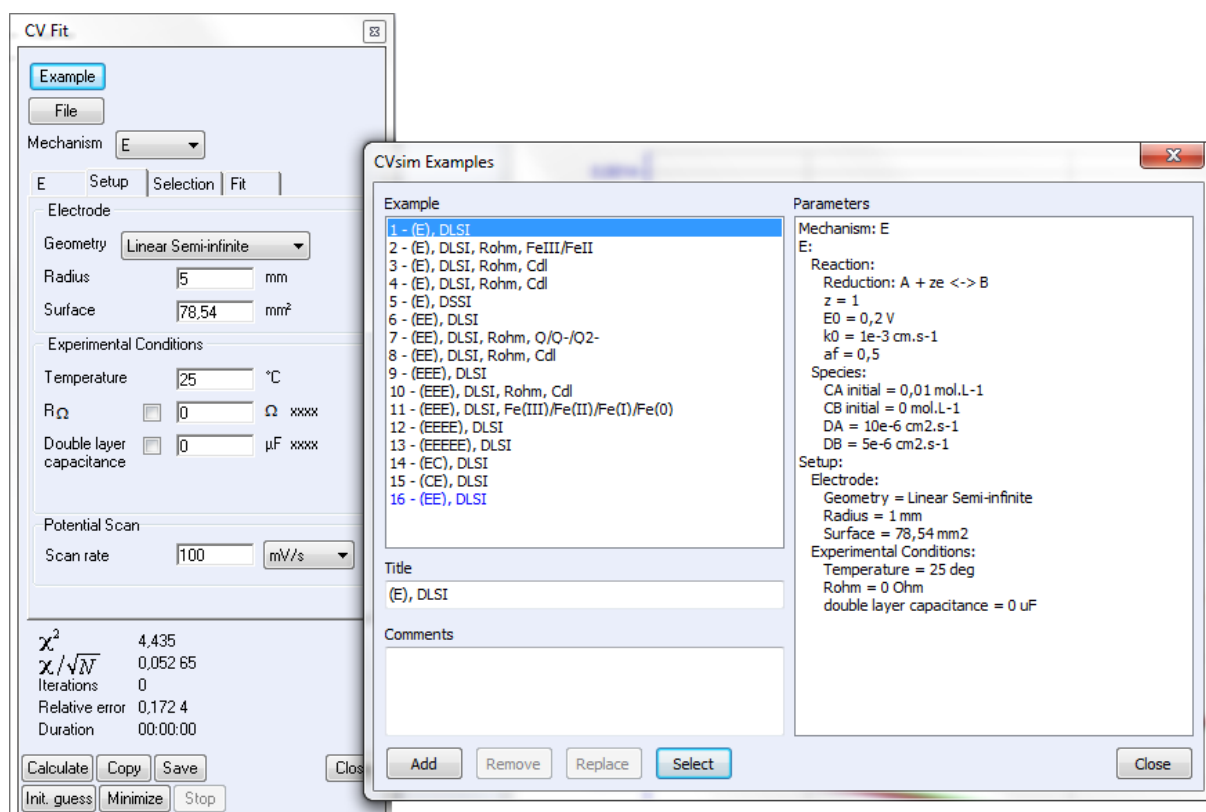 CV Fit
Example
File
Mechanism E
E Setup Selection Fit
Electrode
Geometry Linear Semi-infinite
Radius 5 mm
Surface 78,54 mm²
Experimental Conditions
Temperature 25 °C
RΩ 0 Ω xxxx
Double layer capacitance 0 µF xxxx
Potential Scan
Scan rate 100 mV/s
χ² 4,435
χ/√N 0,052 65
Iterations 0
Relative error 0,172 4
Duration 00:00:00
Calculate Copy Save Clos
Init. guess Minimize Stop
CVsim Examples
Example
1 - (E), DLSI
2 - (E), DLSI, Rohm, FeIII/FeII
3 - (E), DLSI, Rohm, Cdl
4 - (E), DLSI, Rohm, Cdl
5 - (E), DSSI
6 - (EE), DLSI
7 - (EE), DLSI, Rohm, Q/Q-/Q2-
8 - (EE), DLSI, Rohm, Cdl
9 - (EEE), DLSI
10 - (EEE), DLSI, Rohm, Cdl
11 - (EEE), DLSI, Fe(III)/Fe(II)/Fe(I)/Fe(0)
12 - (EEEE), DLSI
13 - (EEEEE), DLSI
14 - (EC), DLSI
15 - (CE), DLSI
16 - (EE), DLSI
Title
(E), DLSI
Comments
Add Remove Replace Select
Parameters
Mechanism: E
E:
Reaction:
Reduction: A + ze <-> B
z = 1
E0 = 0,2 V
k0 = 1e-3 cm.s-1
af = 0,5
Species:
CA initial = 0,01 mol.L-1
CB initial = 0 mol.L-1
DA = 10e-6 cm2.s-1
DB = 5e-6 cm2.s-1
Setup:
Electrode:
Geometry = Linear Semi-infinite
Radius = 1 mm
Surface = 78,54 mm2
Experimental Conditions:
Temperature = 25 deg
Rohm = 0 Ohm
double layer capacitance = 0 uF
Close